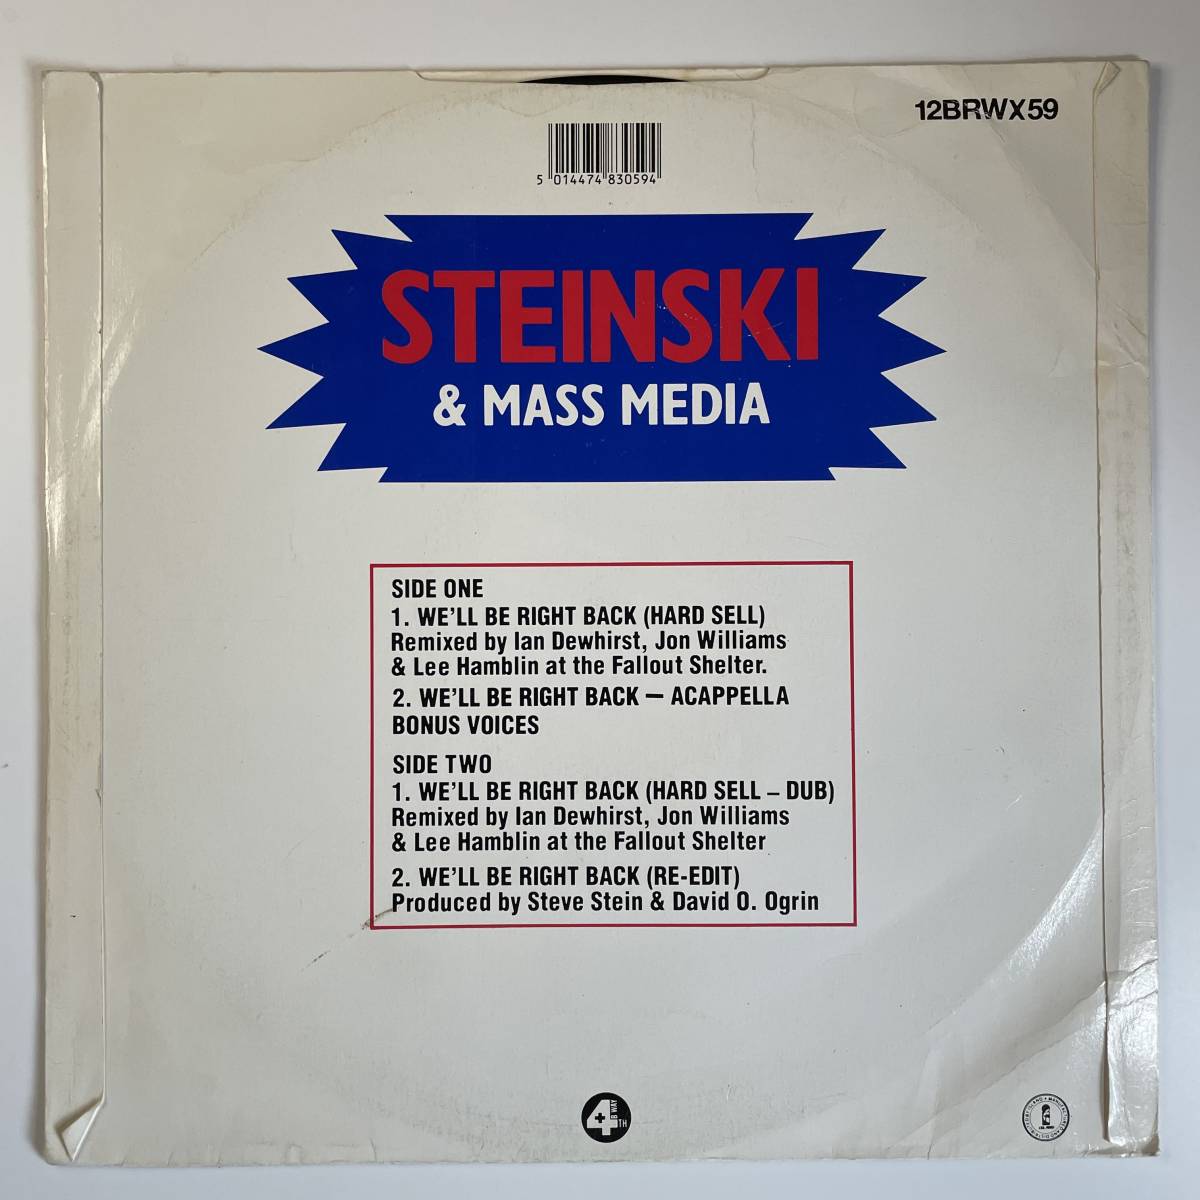 12BRWX59
5 014474 830594
STEINSKI
& MASS MEDIA
SIDE ONE
1. WE'LL BE RIGHT BACK (HARD SELL)
Remixed by Ian Dewhirst, Jon Williams
& Lee Hamblin at the Fallout Shelter.
2. WE'LL BE RIGHT BACK — ACAPPELLA
BONUS VOICES
SIDE TWO
1. WE'LL BE RIGHT BACK (HARD SELL – DUB)
Remixed by Ian Dewhirst, Jon Williams
& Lee Hamblin at the Fallout Shelter
2. WE'LL BE RIGHT BACK (RE-EDIT)
Produced by Steve Stein & David O. Ogrin
4TH + B WAY